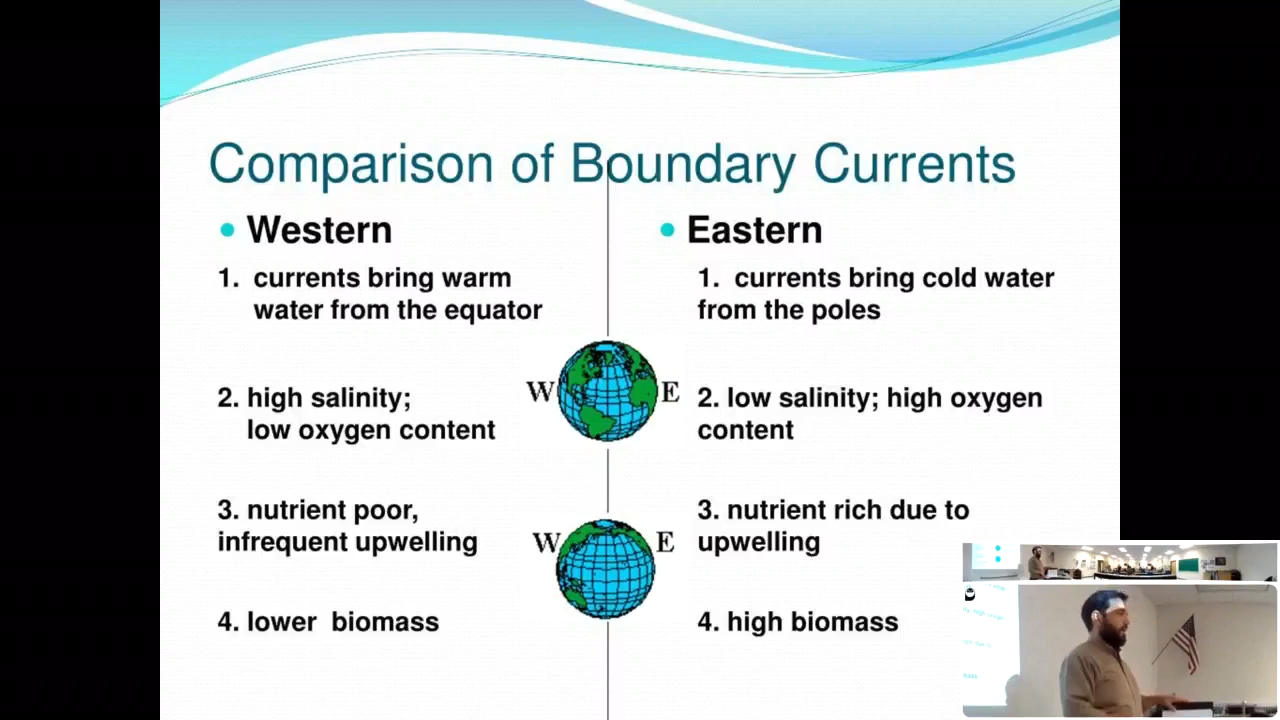 Comparison of Boundary Currents
Western
1. currents bring warm
water from the equator
2. high salinity;
low oxygen content
3. nutrient poor,
infrequent upwelling
4. lower biomass
W E
W E
Eastern
1. currents bring cold water
from the poles
2. low salinity; high oxygen
content
3. nutrient rich due to
upwelling
4. high biomass